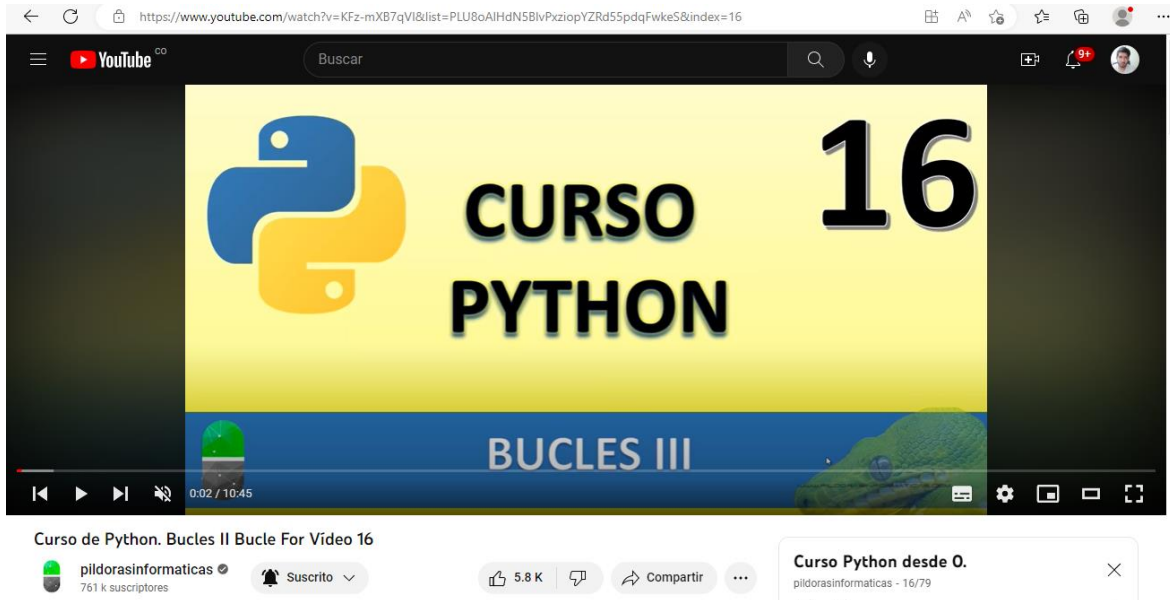 https://www.youtube.com/watch?v=KFz-mXB7qVI&list=PLU8oAlHdN5BlvPxziopYZRd55pdqFwkeS&index=16
YouTube CO
Buscar
9+
16
CURSO
PYTHON
BUCLES III
0:02 / 10:45
Curso de Python. Bucles II Bucle For Vídeo 16
pildorasinformaticas
761 k suscriptores
Suscrito
5.8 K
Compartir
Curso Python desde 0.
pildorasinformaticas - 16/79